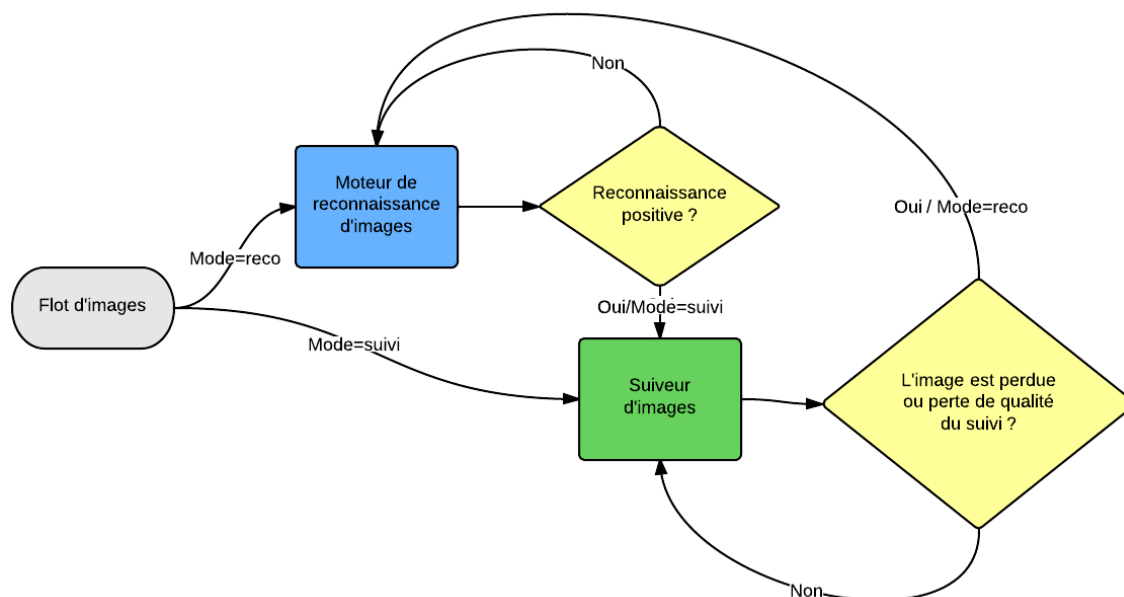 Non
Moteur de
reconnaissance
d'images
Reconnaissance
positive ?
Oui / Mode=reco
Mode=reco
Flot d'images
Oui/Mode=suivi
Mode=suivi
Suiveur
d'images
L'image est perdue
ou perte de qualité
du suivi ?
Non